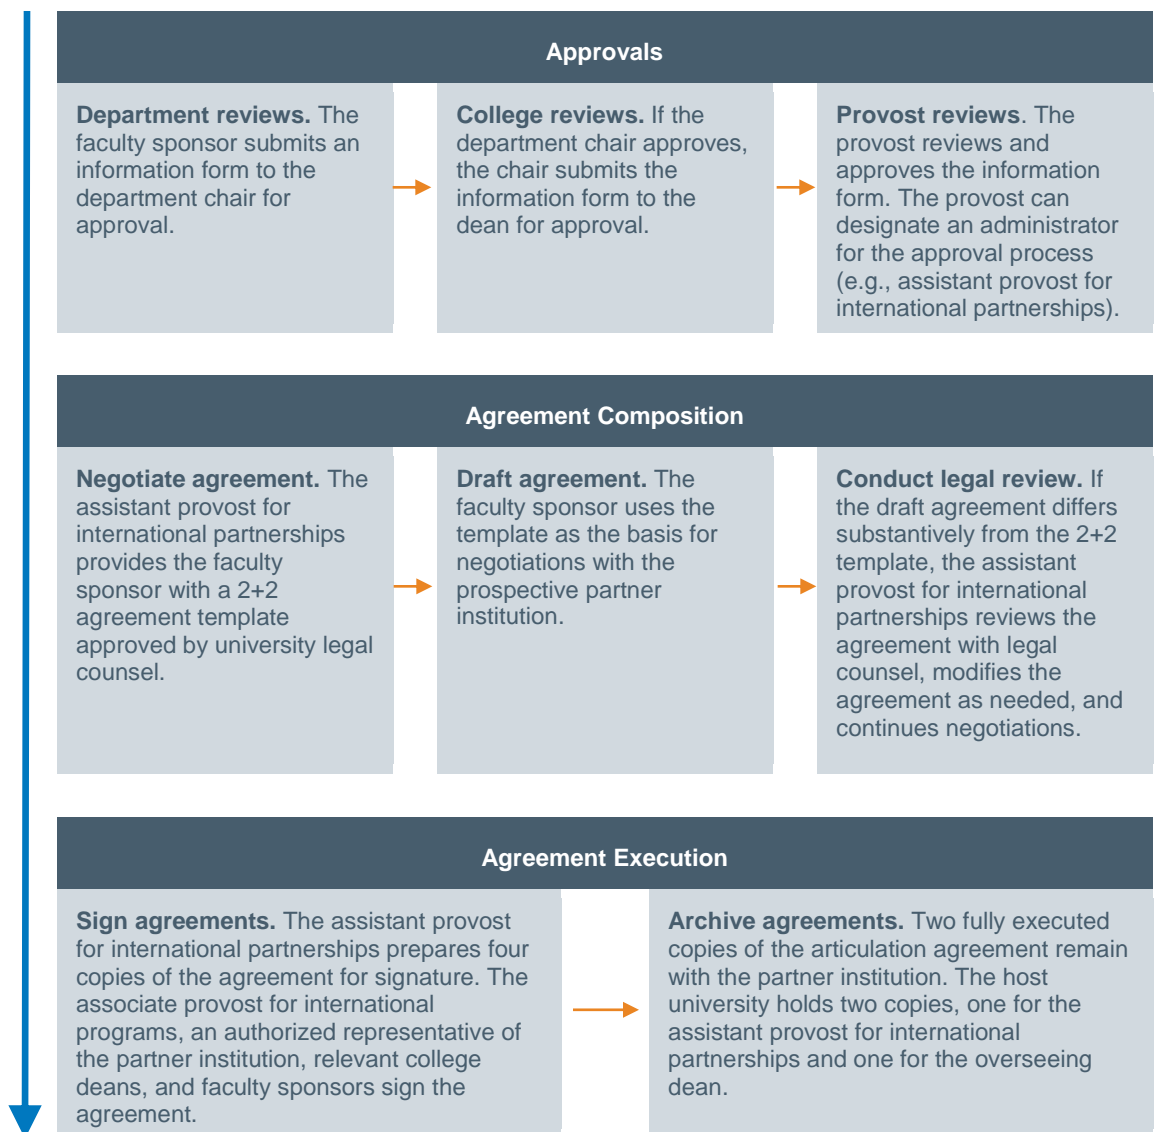 Approvals
Department reviews. The
faculty sponsor submits an
information form to the
department chair for
approval.
College reviews. If the
department chair approves,
the chair submits the
information form to the
dean for approval.
Provost reviews. The
provost reviews and
approves the information
form. The provost can
designate an administrator
for the approval process
(e.g., assistant provost for
international partnerships).
Agreement Composition
Negotiate agreement. The
assistant provost for
international partnerships
provides the faculty
sponsor with a 2+2
agreement template
approved by university legal
counsel.
Draft agreement. The
faculty sponsor uses the
template as the basis for
negotiations with the
prospective partner
institution.
Conduct legal review. If
the draft agreement differs
substantively from the 2+2
template, the assistant
provost for international
partnerships reviews the
agreement with legal
counsel, modifies the
agreement as needed, and
continues negotiations.
Agreement Execution
Sign agreements. The assistant provost
for international partnerships prepares four
copies of the agreement for signature. The
associate provost for international
programs, an authorized representative of
the partner institution, relevant college
deans, and faculty sponsors sign the
agreement.
Archive agreements. Two fully executed
copies of the articulation agreement remain
with the partner institution. The host
university holds two copies, one for the
assistant provost for international
partnerships and one for the overseeing
dean.